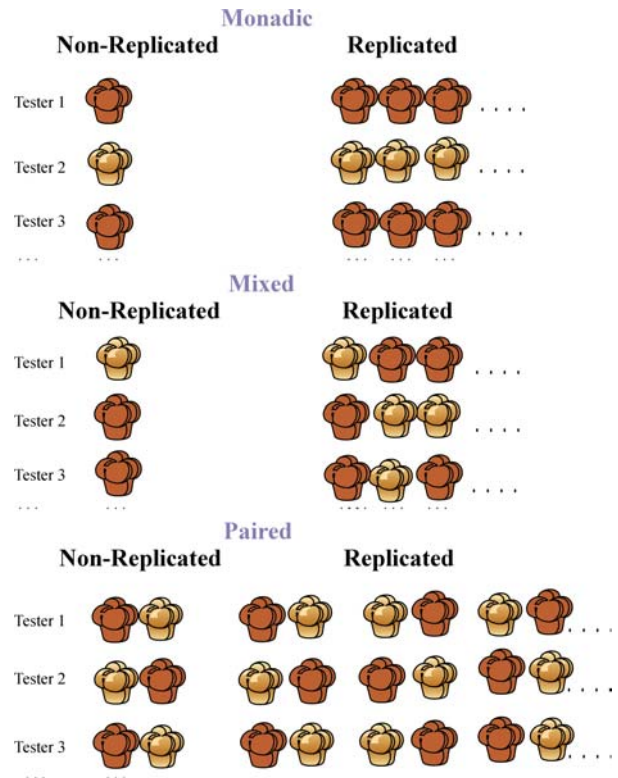 Monadic
Non-Replicated Replicated
Tester 1 . . . .
Tester 2 . . . .
Tester 3 . . . .
. . . . . . . . . . . . . . .
Mixed
Non-Replicated Replicated
Tester 1 . . . .
Tester 2 . . . .
Tester 3 . . . .
. . . . . . . . . . . . . . .
Paired
Non-Replicated Replicated
Tester 1 . . . .
Tester 2 . . . .
Tester 3 . . . .
. . . . . .